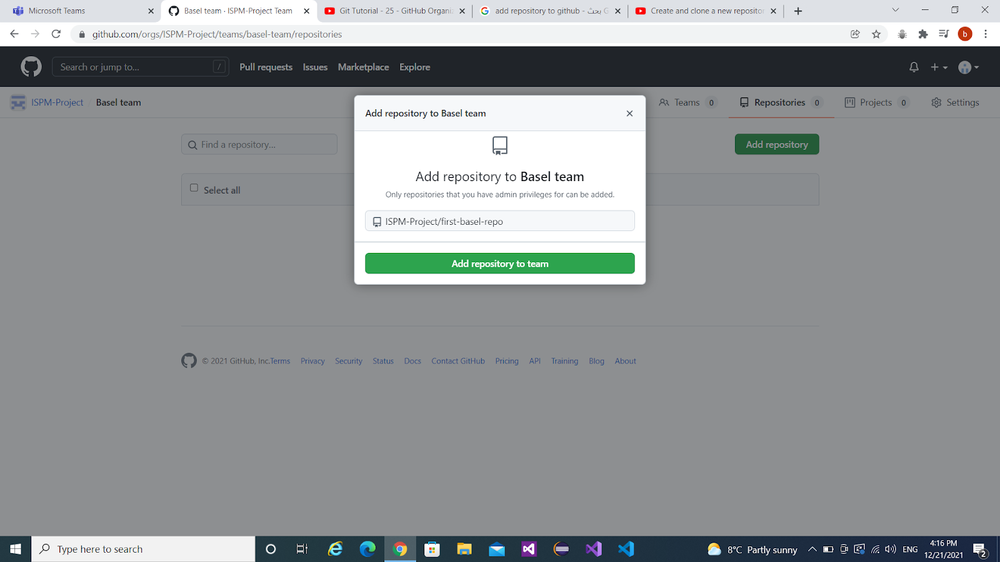 Microsoft Teams
Basel team · ISPM-Project Team
Git Tutorial - 25 - GitHub Organi
add repository to github - بحث G
Create and clone a new repositor
github.com/orgs/ISPM-Project/teams/basel-team/repositories
b
Search or jump to...
/
Pull requests
Issues
Marketplace
Explore
ISPM-Project / Basel team
Teams 0
Repositories 0
Projects 0
Settings
Add repository to Basel team
Find a repository...
Add repository
Add repository to Basel team
Only repositories that you have admin privileges for can be added.
Select all
ISPM-Project/first-basel-repo
Add repository to team
© 2021 GitHub, Inc.
Terms
Privacy
Security
Status
Docs
Contact GitHub
Pricing
API
Training
Blog
About
Type here to search
8°C Partly sunny
ENG
4:16 PM
12/21/2021
2